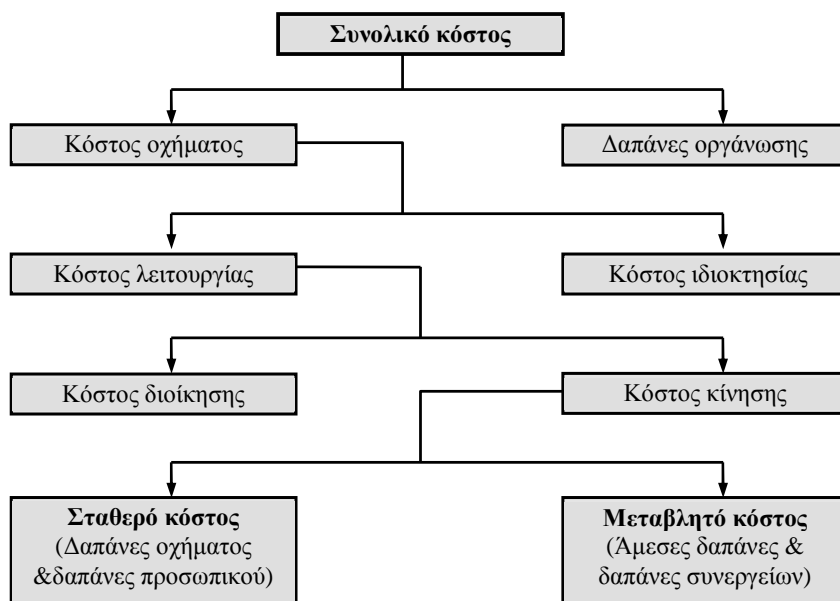 Συνολικό κόστος
Κόστος οχήματος
Δαπάνες οργάνωσης
Κόστος λειτουργίας
Κόστος ιδιοκτησίας
Κόστος διοίκησης
Κόστος κίνησης
Σταθερό κόστος
(Δαπάνες οχήματος
&δαπάνες προσωπικού)
Μεταβλητό κόστος
(Άμεσες δαπάνες &
δαπάνες συνεργείων)